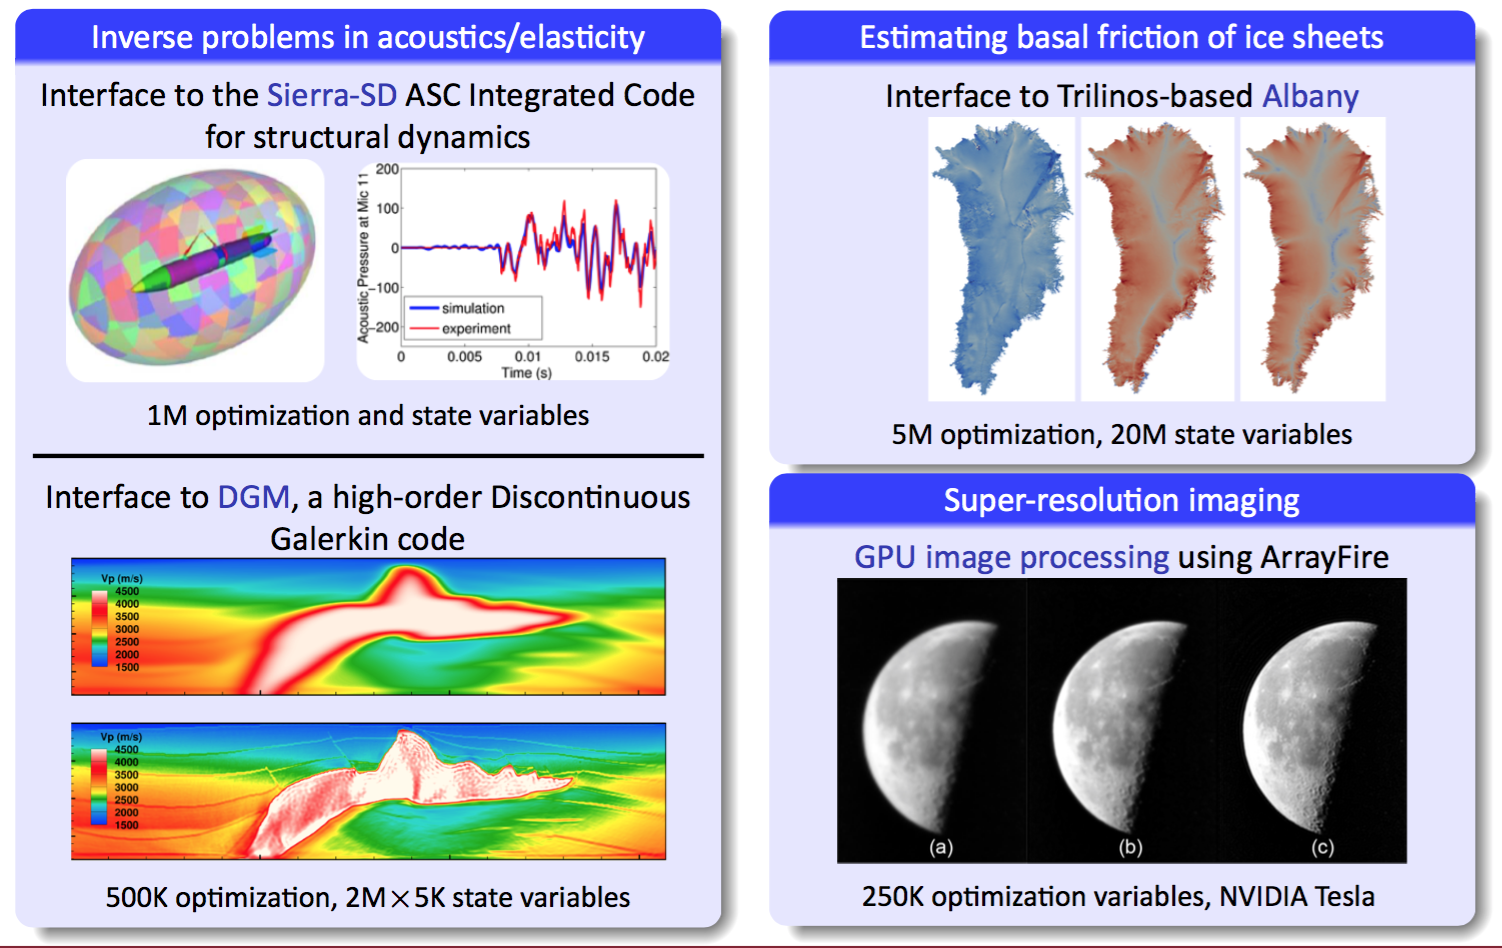 Inverse problems in acoustics/elasticity
Interface to the Sierra-SD ASC Integrated Code
for structural dynamics
Acoustic Pressure at Mic 11
200
100
0
−100
−200
simulation
experiment
0 0.005 0.01 0.015 0.02
Time (s)
1M optimization and state variables
Interface to DGM, a high-order Discontinuous
Galerkin code
Vp (m/s)
4500
4000
3500
3000
2500
2000
1500
Vp (m/s)
4500
4000
3500
3000
2500
2000
1500
500K optimization, 2M×5K state variables
Estimating basal friction of ice sheets
Interface to Trilinos-based Albany
5M optimization, 20M state variables
Super-resolution imaging
GPU image processing using ArrayFire
(a) (b) (c)
250K optimization variables, NVIDIA Tesla